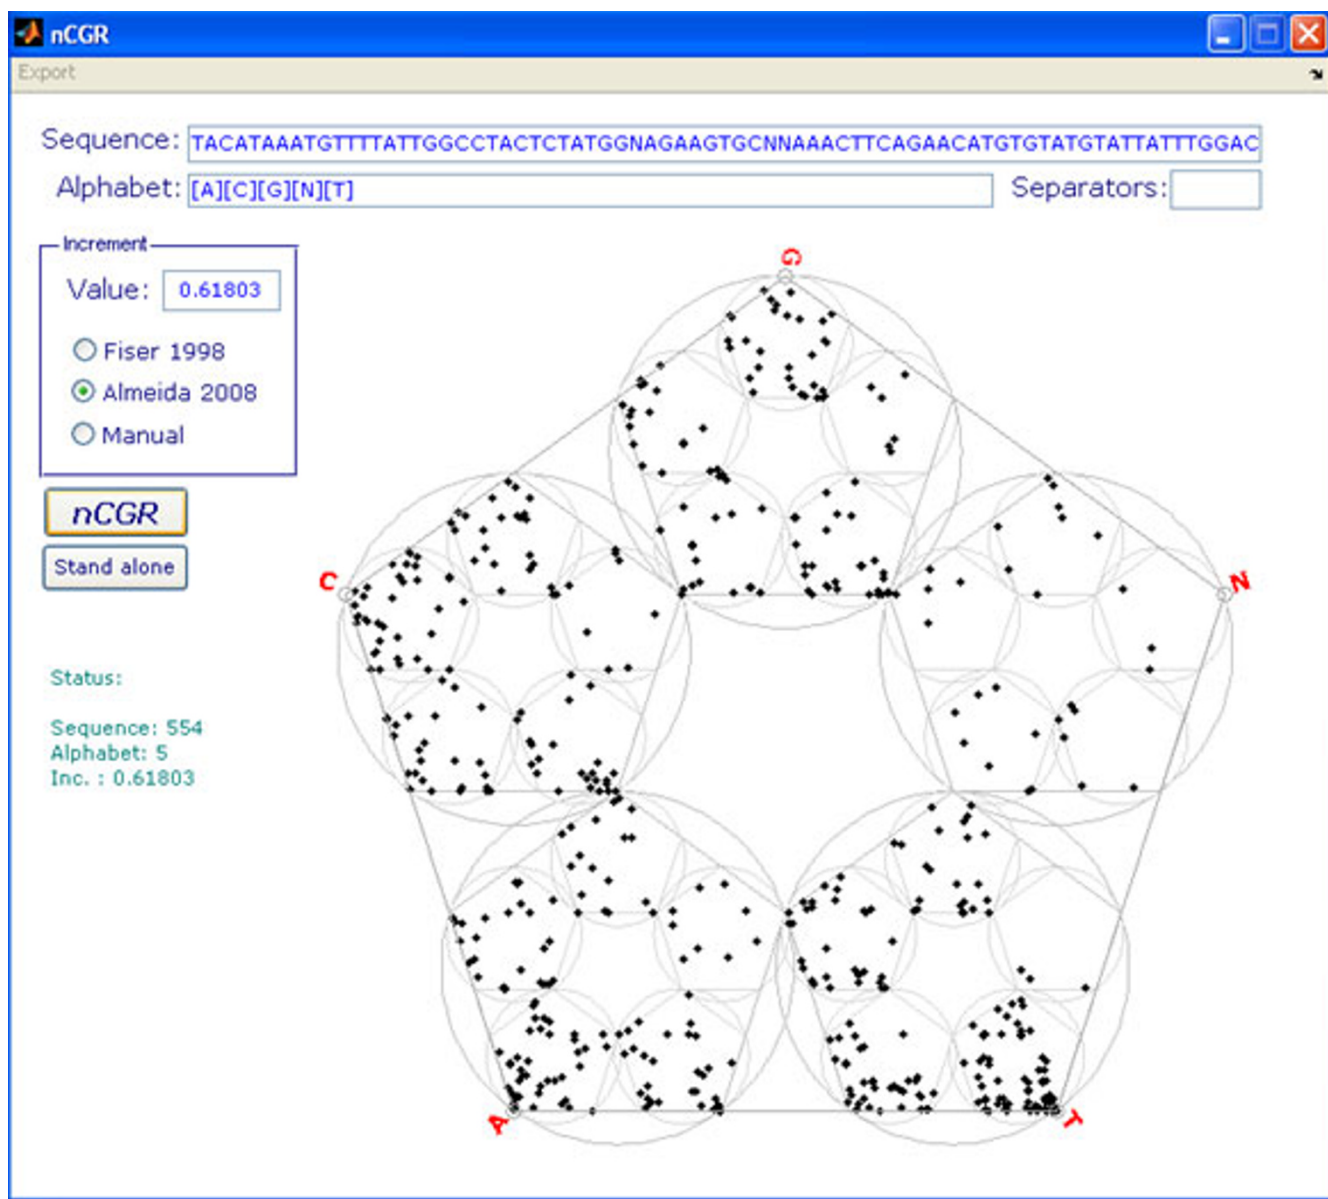 nCGR
Export
Sequence: TACATAAATGTTTTATTGGCCTACTCTATGGNAGAAGTGCNNAAACTTCAGAACATGTGTATGTATTATTTGGAC
Alphabet: [A][C][G][N][T] Separators:
Increment
Value: 0.61803
Fiser 1998
Almeida 2008
Manual
nCGR
Stand alone
Status:
Sequence: 554
Alphabet: 5
Inc. : 0.61803
G
C
N
A
T